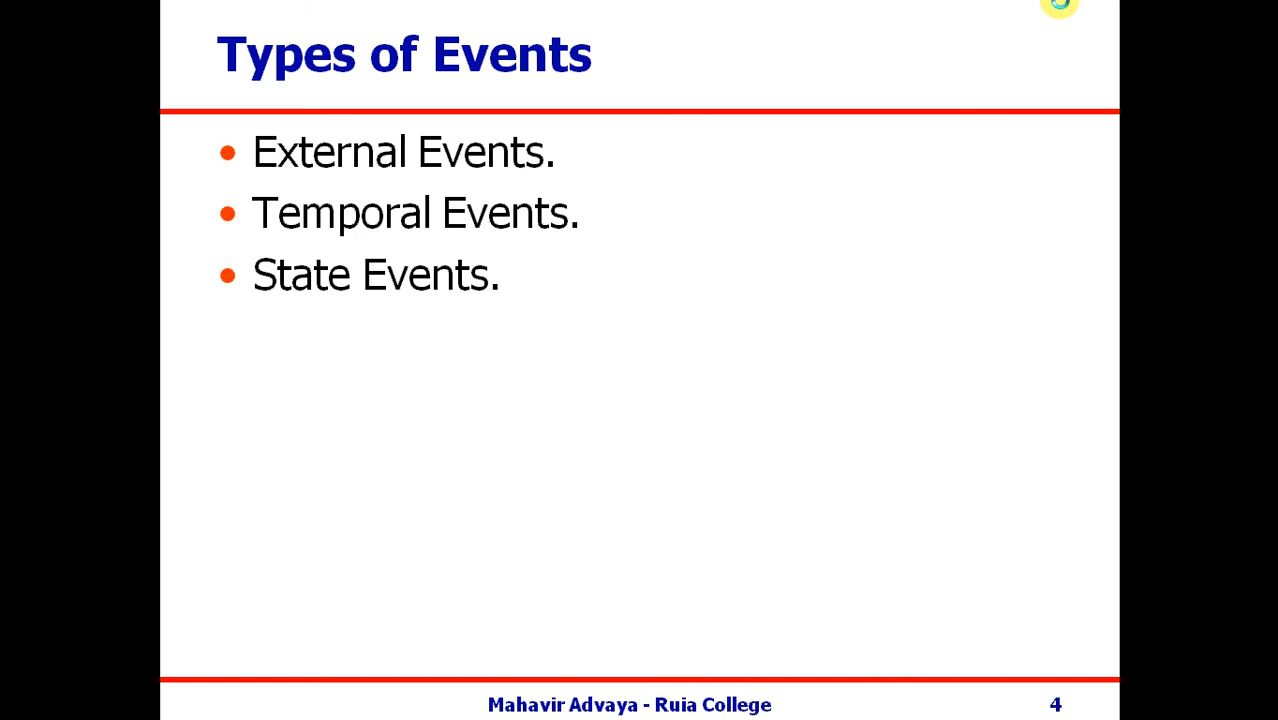 Types of Events
• External Events.
• Temporal Events.
• State Events.
Mahavir Advaya - Ruia College 4